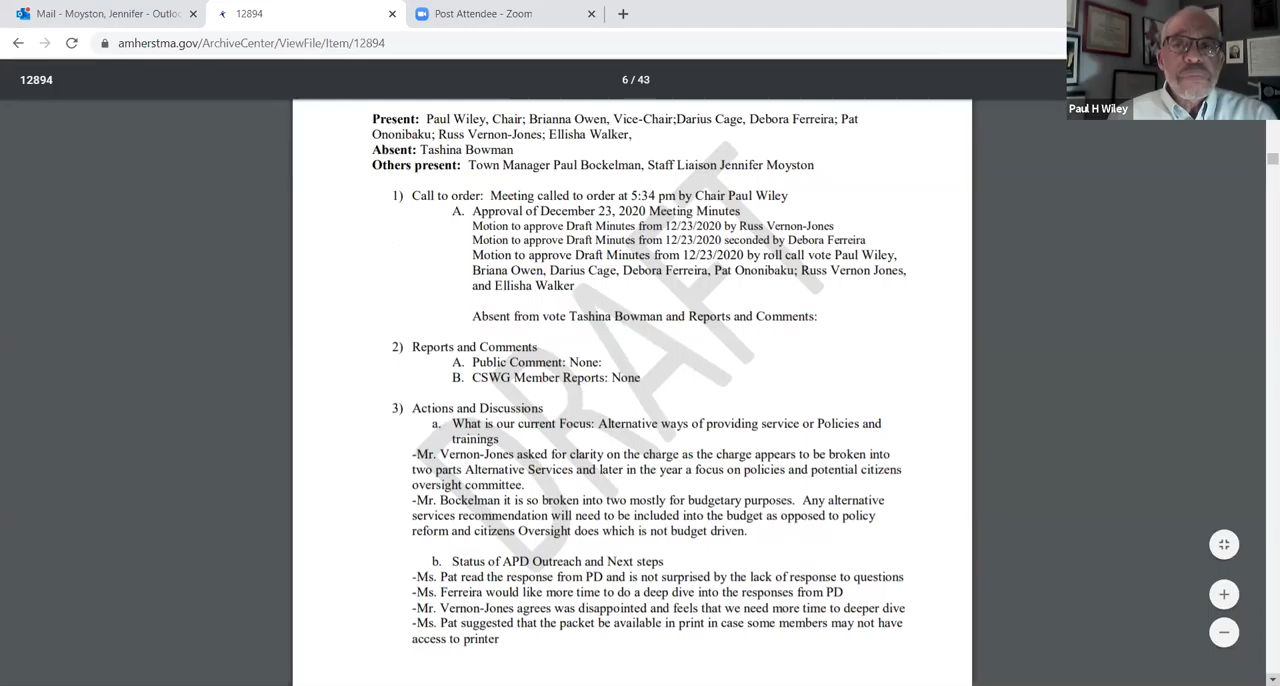 Mail - Moyston, Jennifer - Outloo
12894
Post Attendee - Zoom
amherstma.gov/ArchiveCenter/ViewFile/Item/12894
12894
6 / 43
Paul H Wiley
Present: Paul Wiley, Chair; Brianna Owen, Vice-Chair;Darius Cage, Debora Ferreira; Pat
Ononibaku; Russ Vernon-Jones; Ellisha Walker,
Absent: Tashina Bowman
Others present: Town Manager Paul Bockelman, Staff Liaison Jennifer Moyston
1) Call to order: Meeting called to order at 5:34 pm by Chair Paul Wiley
A. Approval of December 23, 2020 Meeting Minutes
Motion to approve Draft Minutes from 12/23/2020 by Russ Vernon-Jones
Motion to approve Draft Minutes from 12/23/2020 seconded by Debora Ferreira
Motion to approve Draft Minutes from 12/23/2020 by roll call vote Paul Wiley,
Briana Owen, Darius Cage, Debora Ferreira, Pat Ononibaku; Russ Vernon Jones,
and Ellisha Walker
Absent from vote Tashina Bowman and Reports and Comments:
2) Reports and Comments
A. Public Comment: None:
B. CSWG Member Reports: None
3) Actions and Discussions
a. What is our current Focus: Alternative ways of providing service or Policies and
trainings
-Mr. Vernon-Jones asked for clarity on the charge as the charge appears to be broken into
two parts Alternative Services and later in the year a focus on policies and potential citizens
oversight committee.
-Mr. Bockelman it is so broken into two mostly for budgetary purposes. Any alternative
services recommendation will need to be included into the budget as opposed to policy
reform and citizens Oversight does which is not budget driven.
b. Status of APD Outreach and Next steps
-Ms. Pat read the response from PD and is not surprised by the lack of response to questions
-Ms. Ferreira would like more time to do a deep dive into the responses from PD
-Mr. Vernon-Jones agrees was disappointed and feels that we need more time to deeper dive
-Ms. Pat suggested that the packet be available in print in case some members may not have
access to printer
DRAFT